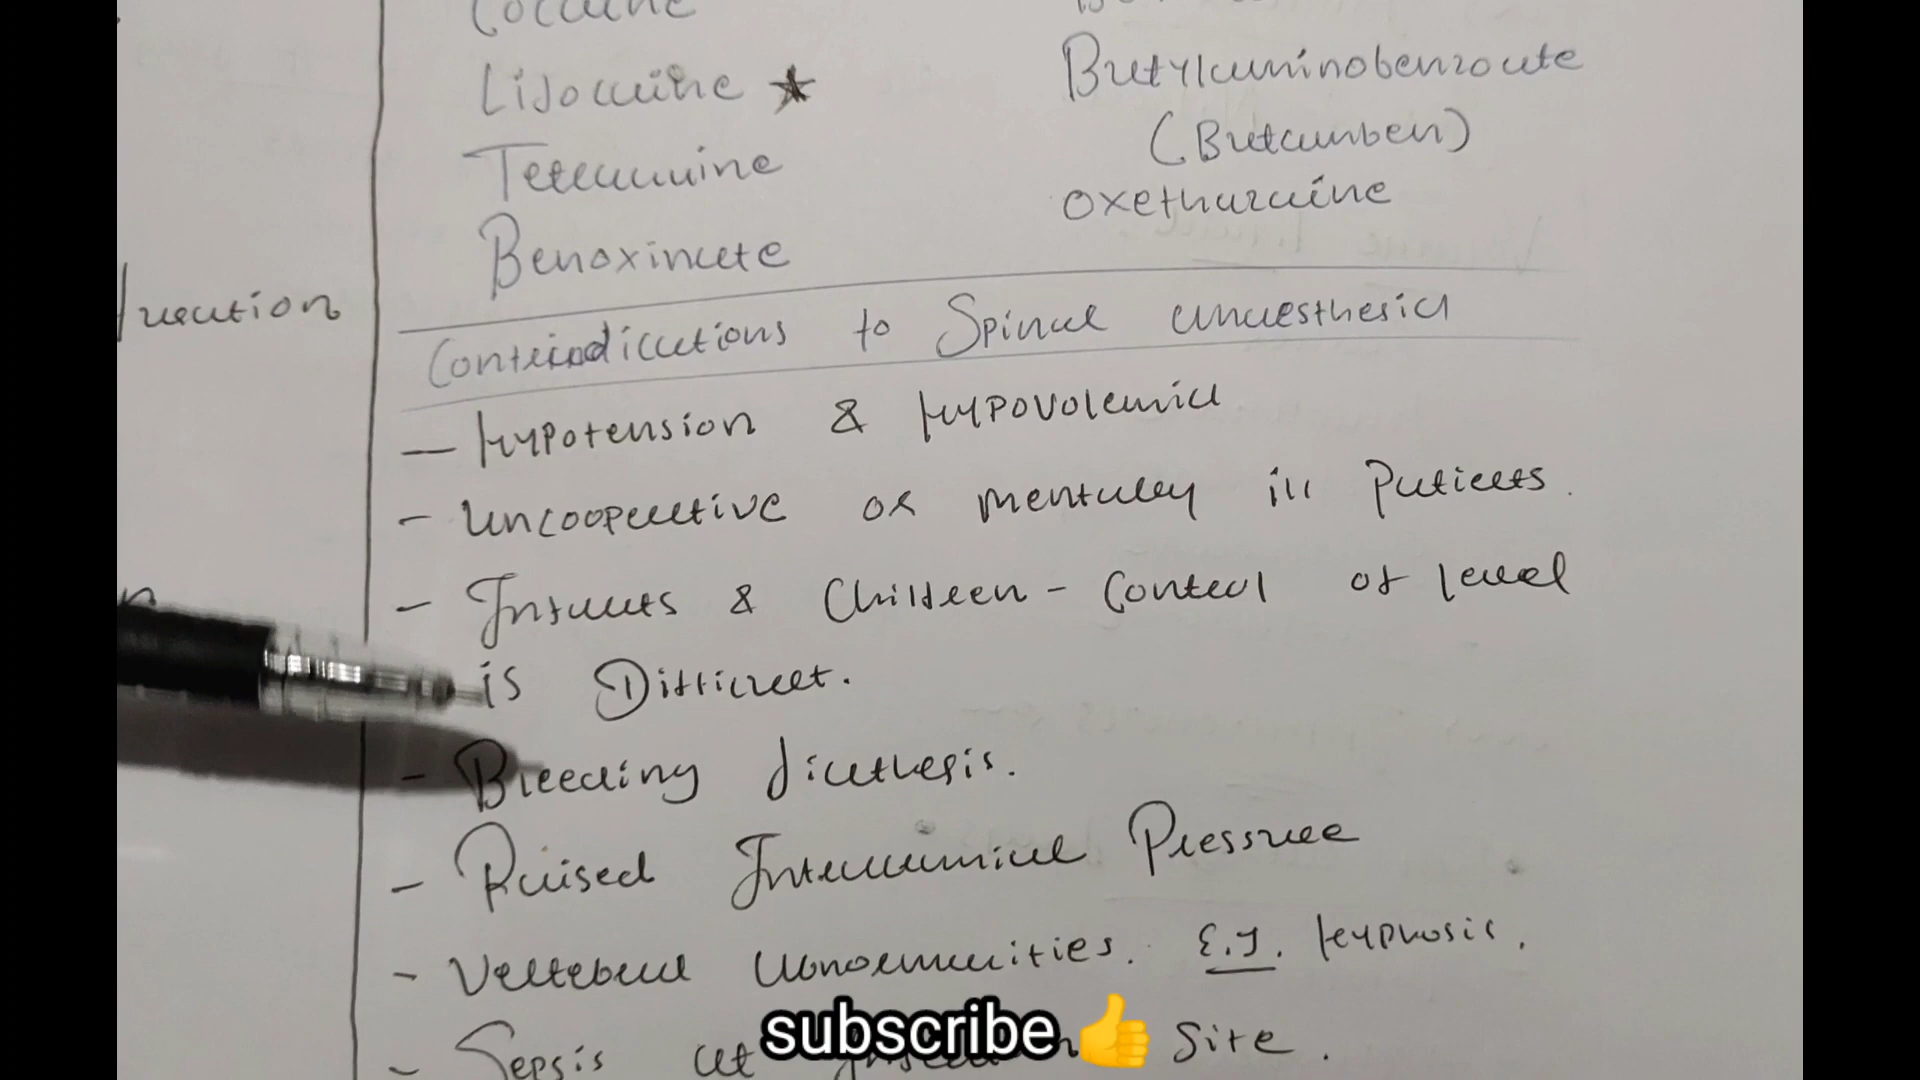 Cocaine
Lidocaine ★
Tetracaine
Benoxinate
Butylaminobenzoate
(Butamben)
Oxethazaine
Contraindications to Spinal anaesthesia
- Hypotension & Hypovolemia
- Uncooperative or mentally ill Patients.
- Infants & Children - Control of level
is Difficult.
- Bleeding diathesis.
- Raised Intracranial Pressure
- Vertebral abnormalities. E.g. kyphosis.
- Sepsis at Site.
subscribe👍